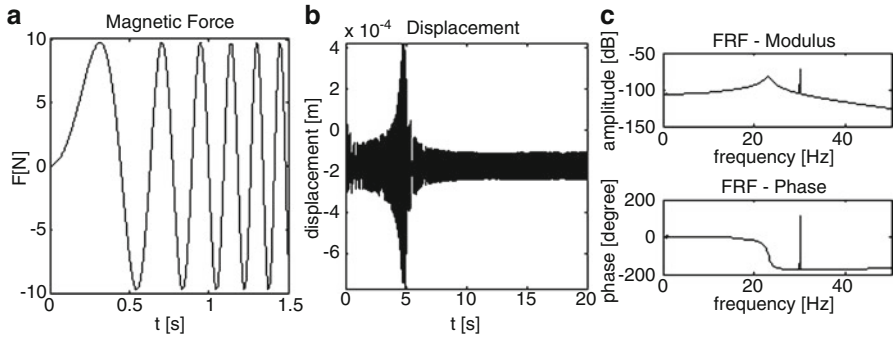 a
Magnetic Force
F[N]
10
5
0
-5
-10
0
0.5
1
1.5
t [s]
b
Displacement
x 10-4
displacement [m]
4
2
0
-2
-4
-6
0
5
10
15
20
t [s]
c
FRF - Modulus
amplitude [dB]
-50
-100
-150
0
20
40
frequency [Hz]
FRF - Phase
phase [degree]
200
0
-200
0
20
40
frequency [Hz]